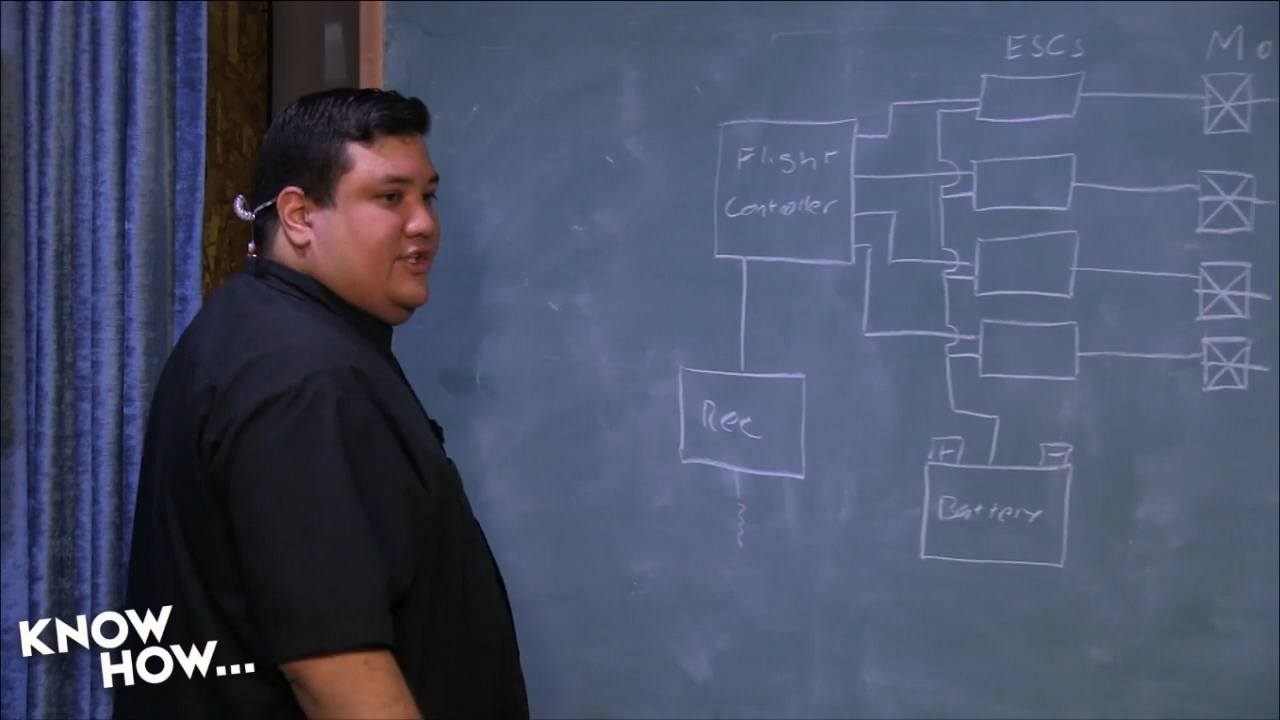 ESCs
Mo
Flight
Controller
Rec
+ -
Battery
KNOW
HOW...